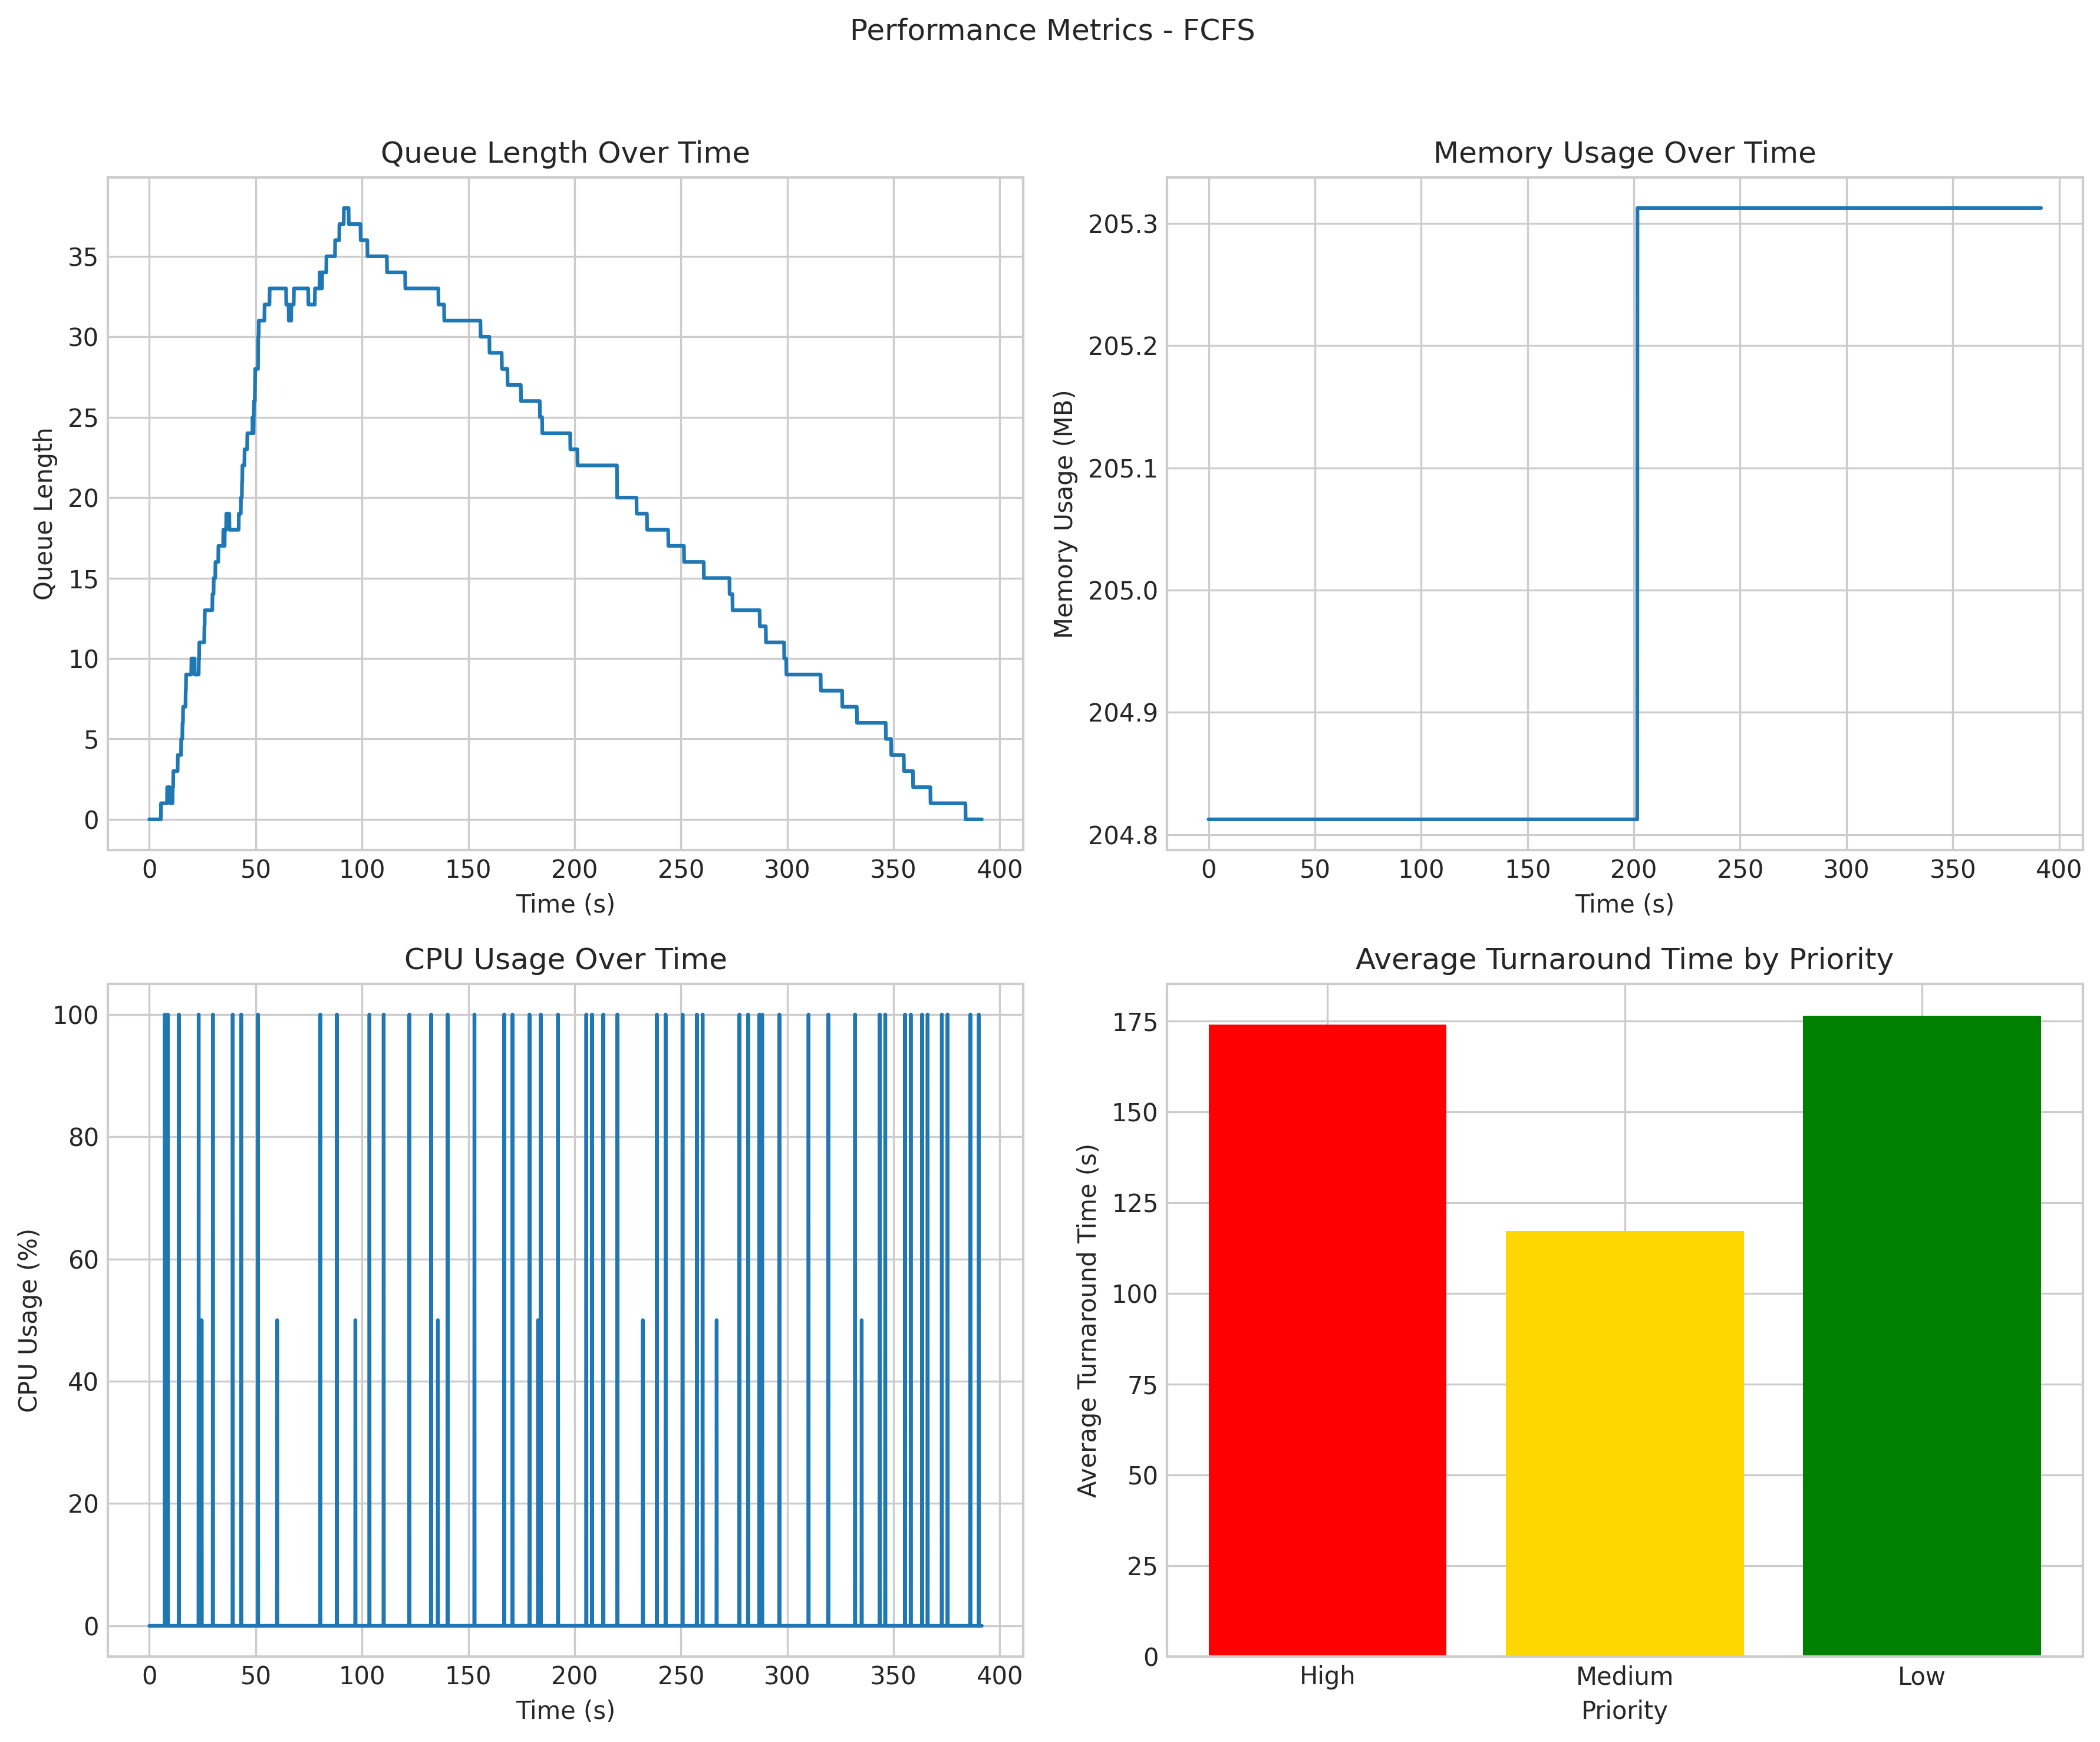 Performance Metrics - FCFS
Queue Length Over Time
Queue Length
35
30
25
20
15
10
5
0
0 50 100 150 200 250 300 350 400
Time (s)
Memory Usage Over Time
Memory Usage (MB)
205.3
205.2
205.1
205.0
204.9
204.8
0 50 100 150 200 250 300 350 400
Time (s)
CPU Usage Over Time
CPU Usage (%)
100
80
60
40
20
0
0 50 100 150 200 250 300 350 400
Time (s)
Average Turnaround Time by Priority
Average Turnaround Time (s)
175
150
125
100
75
50
25
0
High Medium Low
Priority